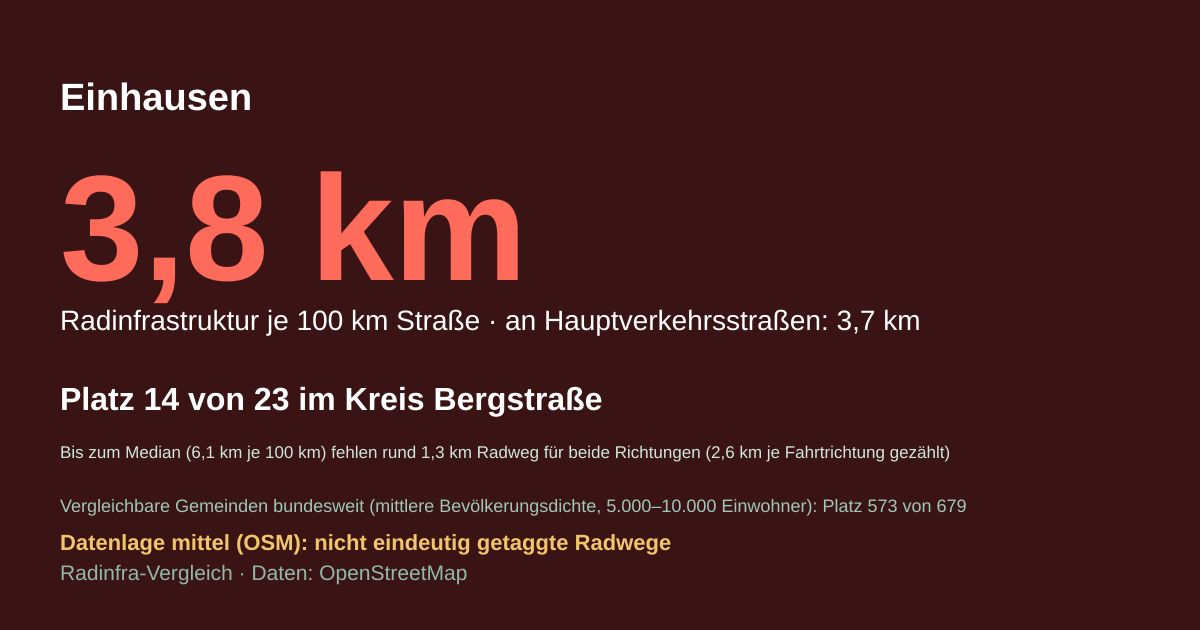 Einhausen
3,8 km
Radinfrastruktur je 100 km Straße · an Hauptverkehrsstraßen: 3,7 km
Platz 14 von 23 im Kreis Bergstraße
Bis zum Median (6,1 km je 100 km) fehlen rund 1,3 km Radweg für beide Richtungen (2,6 km je Fahrtrichtung gezählt)
Vergleichbare Gemeinden bundesweit (mittlere Bevölkerungsdichte, 5.000–10.000 Einwohner): Platz 573 von 679
Datenlage mittel (OSM): nicht eindeutig getaggte Radwege
Radinfra-Vergleich · Daten: OpenStreetMap